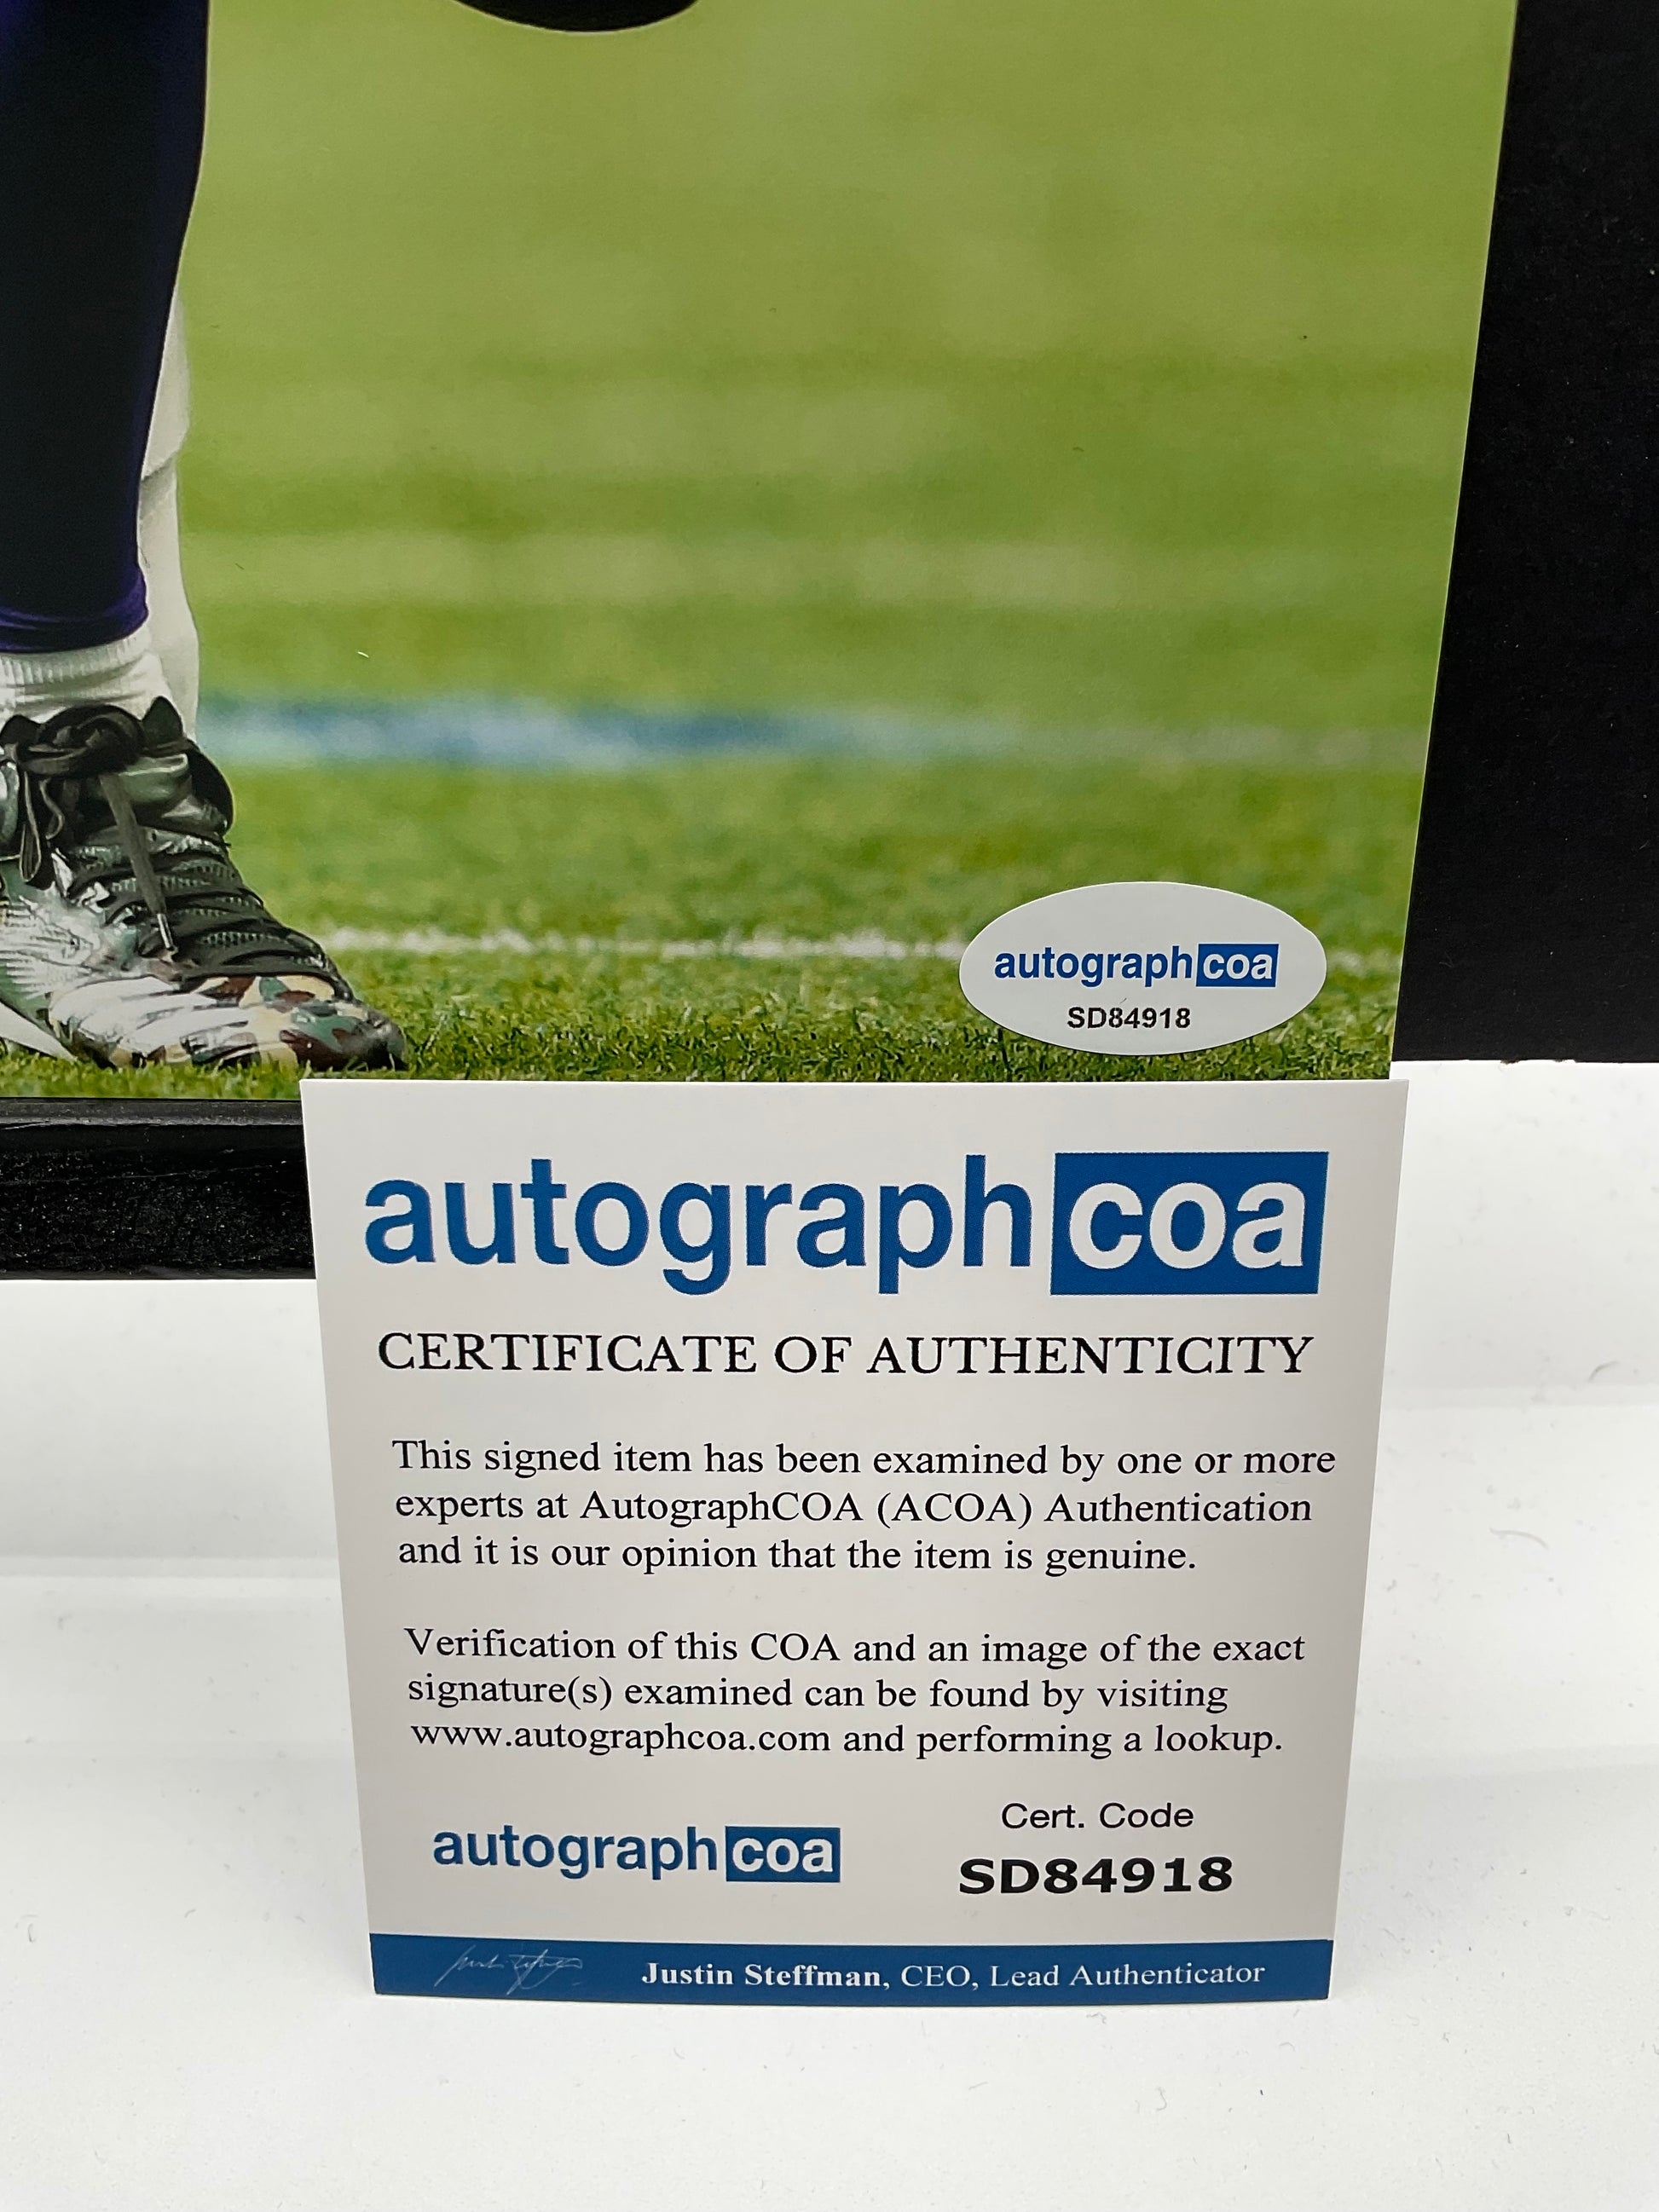 autographcoa
SD84918
autographcoa
CERTIFICATE OF AUTHENTICITY
This signed item has been examined by one or more
experts at AutographCOA (ACOA) Authentication
and it is our opinion that the item is genuine.
Verification of this COA and an image of the exact
signature(s) examined can be found by visiting
www.autographcoa.com and performing a lookup.
autographcoa
Cert. Code
SD84918
Justin Steffman, CEO, Lead Authenticator